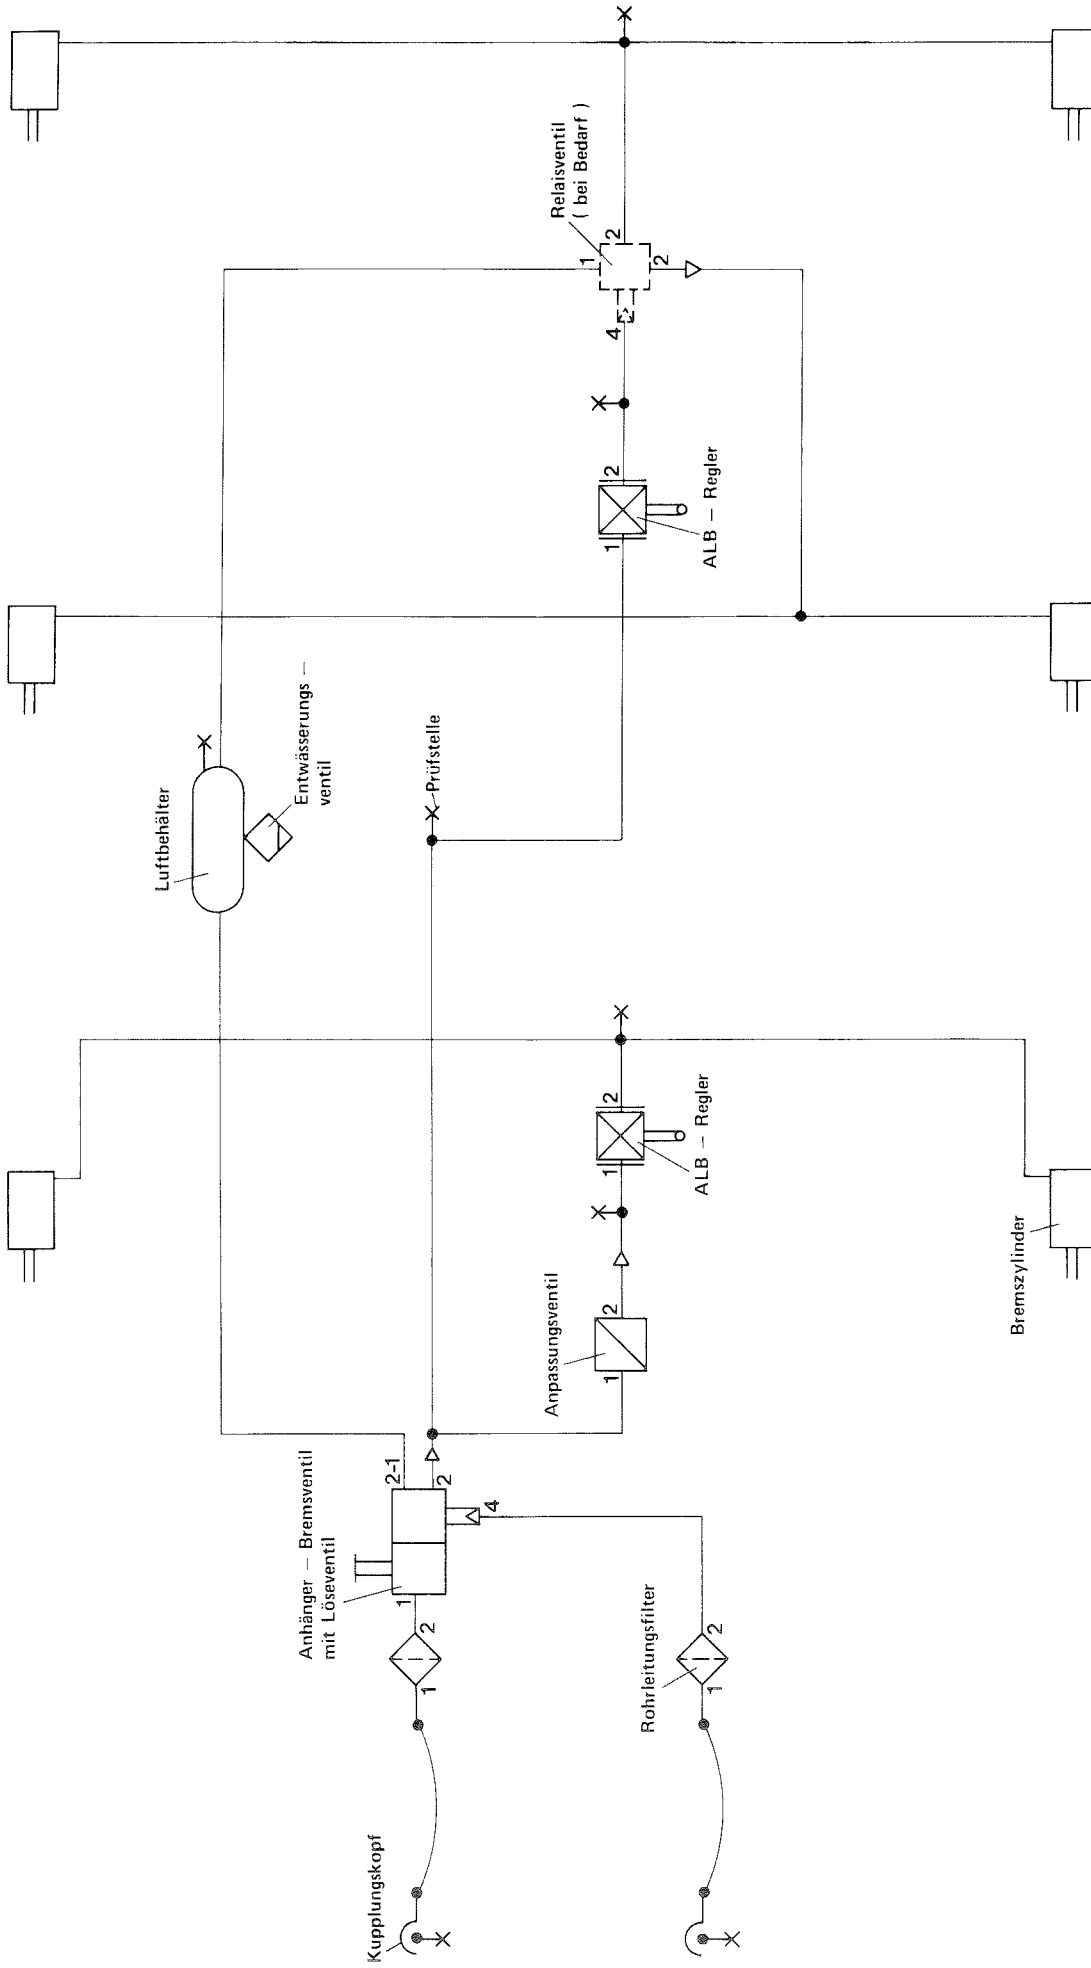 Kupplungskopf
1
2
Anhänger – Bremsventil
mit Löseventil
1
2-1
2
4
Rohrleitungsfilter
1
2
Anpassungsventil
1
2
ALB – Regler
1
2
Bremszylinder
Luftbehälter
Entwässerungs –
ventil
Prüfstelle
ALB – Regler
1
2
Relaisventil
( bei Bedarf )
4
1
2
2